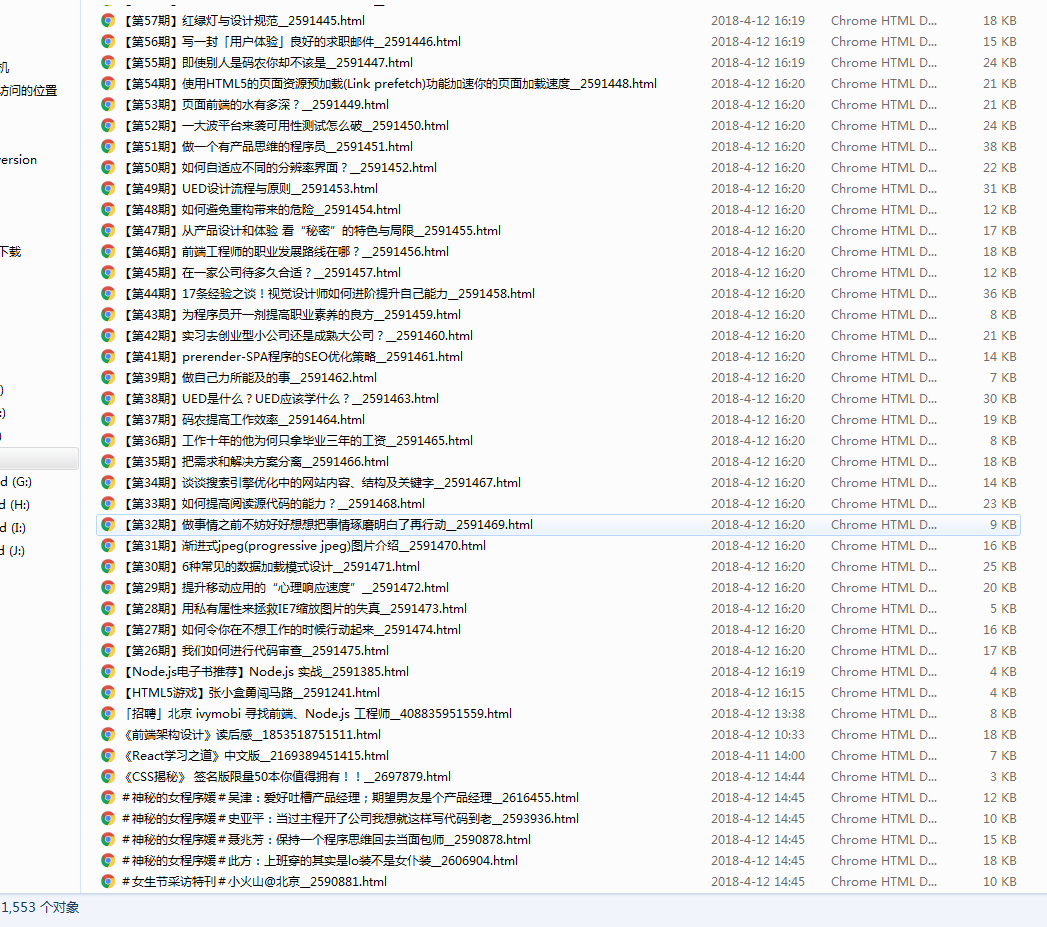 【第57期】红绿灯与设计规范__2591445.html 2018-4-12 16:19 Chrome HTML D... 18 KB
【第56期】写一封「用户体验」良好的求职邮件__2591446.html 2018-4-12 16:19 Chrome HTML D... 15 KB
【第55期】即使别人是码农你却不该是__2591447.html 2018-4-12 16:19 Chrome HTML D... 24 KB
机
【第54期】使用HTML5的页面资源预加载(Link prefetch)功能加速你的页面加载速度__2591448.html 2018-4-12 16:20 Chrome HTML D... 21 KB
访问的位置
【第53期】页面前端的水有多深？__2591449.html 2018-4-12 16:20 Chrome HTML D... 21 KB
【第52期】一大波平台来袭可用性测试怎么破__2591450.html 2018-4-12 16:20 Chrome HTML D... 24 KB
【第51期】做一个有产品思维的程序员__2591451.html 2018-4-12 16:20 Chrome HTML D... 38 KB
ersion
【第50期】如何自适应不同的分辨率界面？__2591452.html 2018-4-12 16:20 Chrome HTML D... 22 KB
【第49期】UED设计流程与原则__2591453.html 2018-4-12 16:20 Chrome HTML D... 31 KB
【第48期】如何避免重构带来的危险__2591454.html 2018-4-12 16:20 Chrome HTML D... 12 KB
【第47期】从产品设计和体验 看“秘密”的特色与局限__2591455.html 2018-4-12 16:20 Chrome HTML D... 17 KB
【第46期】前端工程师的职业发展路线在哪？__2591456.html 2018-4-12 16:20 Chrome HTML D... 18 KB
下载
【第45期】在一家公司待多久合适？__2591457.html 2018-4-12 16:20 Chrome HTML D... 12 KB
【第44期】17条经验之谈！视觉设计师如何进阶提升自己能力__2591458.html 2018-4-12 16:20 Chrome HTML D... 36 KB
【第43期】为程序员开一剂提高职业素养的良方__2591459.html 2018-4-12 16:20 Chrome HTML D... 8 KB
【第42期】实习去创业型小公司还是成熟大公司？__2591460.html 2018-4-12 16:20 Chrome HTML D... 21 KB
【第41期】prerender-SPA程序的SEO优化策略__2591461.html 2018-4-12 16:20 Chrome HTML D... 14 KB
【第39期】做自己力所能及的事__2591462.html 2018-4-12 16:20 Chrome HTML D... 7 KB
)
【第38期】UED是什么？UED应该学什么？__2591463.html 2018-4-12 16:20 Chrome HTML D... 30 KB
:)
【第37期】码农提高工作效率__2591464.html 2018-4-12 16:20 Chrome HTML D... 19 KB
)
【第36期】工作十年的他为何只拿毕业三年的工资__2591465.html 2018-4-12 16:20 Chrome HTML D... 8 KB
【第35期】把需求和解决方案分离__2591466.html 2018-4-12 16:20 Chrome HTML D... 18 KB
d (G:)
【第34期】谈谈搜索引擎优化中的网站内容、结构及关键字__2591467.html 2018-4-12 16:20 Chrome HTML D... 14 KB
d (H:)
【第33期】如何提高阅读源代码的能力？__2591468.html 2018-4-12 16:20 Chrome HTML D... 23 KB
d (I:)
【第32期】做事情之前不妨好好想想把事情琢磨明白了再行动__2591469.html 2018-4-12 16:20 Chrome HTML D... 9 KB
d (J:)
【第31期】渐进式jpeg(progressive jpeg)图片介绍__2591470.html 2018-4-12 16:20 Chrome HTML D... 16 KB
【第30期】6种常见的数据加载模式设计__2591471.html 2018-4-12 16:20 Chrome HTML D... 25 KB
【第29期】提升移动应用的“心理响应速度”__2591472.html 2018-4-12 16:20 Chrome HTML D... 20 KB
【第28期】用私有属性来拯救IE7缩放图片的失真__2591473.html 2018-4-12 16:20 Chrome HTML D... 5 KB
【第27期】如何令你在不想工作的时候行动起来__2591474.html 2018-4-12 16:20 Chrome HTML D... 16 KB
【第26期】我们如何进行代码审查__2591475.html 2018-4-12 16:20 Chrome HTML D... 17 KB
【Node.js电子书推荐】Node.js 实战__2591385.html 2018-4-12 16:19 Chrome HTML D... 4 KB
【HTML5游戏】张小盒勇闯马路__2591241.html 2018-4-12 16:15 Chrome HTML D... 4 KB
「招聘」北京 ivymobi 寻找前端、Node.js 工程师__408835951559.html 2018-4-12 13:38 Chrome HTML D... 8 KB
《前端架构设计》读后感__1853518751511.html 2018-4-12 10:33 Chrome HTML D... 18 KB
《React学习之道》中文版__2169389451415.html 2018-4-11 14:00 Chrome HTML D... 7 KB
《CSS揭秘》 签名版限量50本你值得拥有！！__2697879.html 2018-4-12 14:44 Chrome HTML D... 3 KB
＃神秘的女程序媛＃吴津：爱好吐槽产品经理；期望男友是个产品经理__2616455.html 2018-4-12 14:45 Chrome HTML D... 12 KB
＃神秘的女程序媛＃史亚平：当过主程开了公司我想就这样写代码到老__2593936.html 2018-4-12 14:45 Chrome HTML D... 10 KB
＃神秘的女程序媛＃聂兆芳：保持一个程序思维回去当面包师__2590878.html 2018-4-12 14:45 Chrome HTML D... 15 KB
＃神秘的女程序媛＃此方：上班穿的其实是lo装不是女仆装__2606904.html 2018-4-12 14:45 Chrome HTML D... 18 KB
＃女生节采访特刊＃小火山@北京__2590881.html 2018-4-12 14:45 Chrome HTML D... 10 KB
1,553 个对象